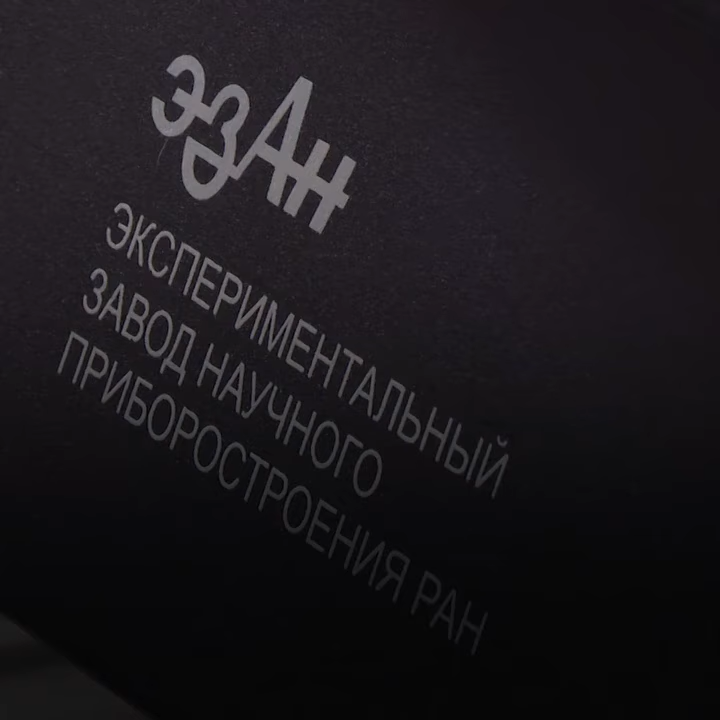 ЭЗАН
ЭКСПЕРИМЕНТАЛЬНЫЙ
ЗАВОД НАУЧНОГО
ПРИБОРОСТРОЕНИЯ РАН